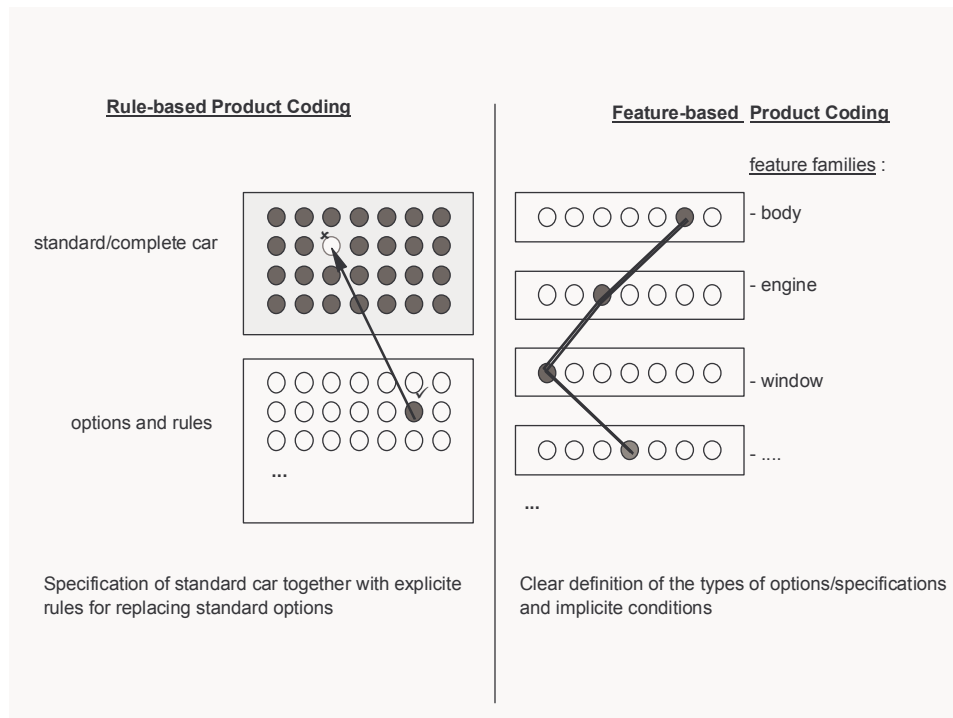 Rule-based Product Coding
standard/complete car
options and rules
...
Specification of standard car together with explicite
rules for replacing standard options
Feature-based Product Coding
feature families :
- body
- engine
- window
- ....
...
Clear definition of the types of options/specifications
and implicite conditions